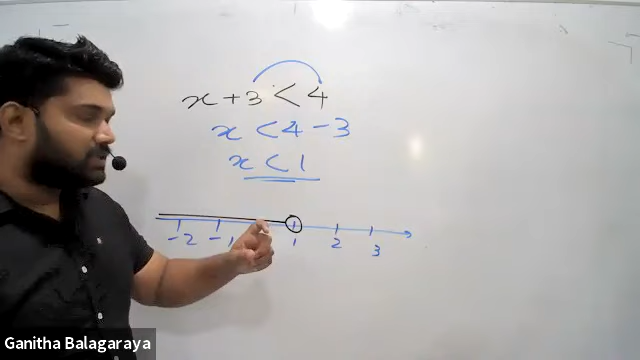 x + 3 < 4
x < 4 - 3
x < 1
-2 -1 1 2 3
Ganitha Balagaraya